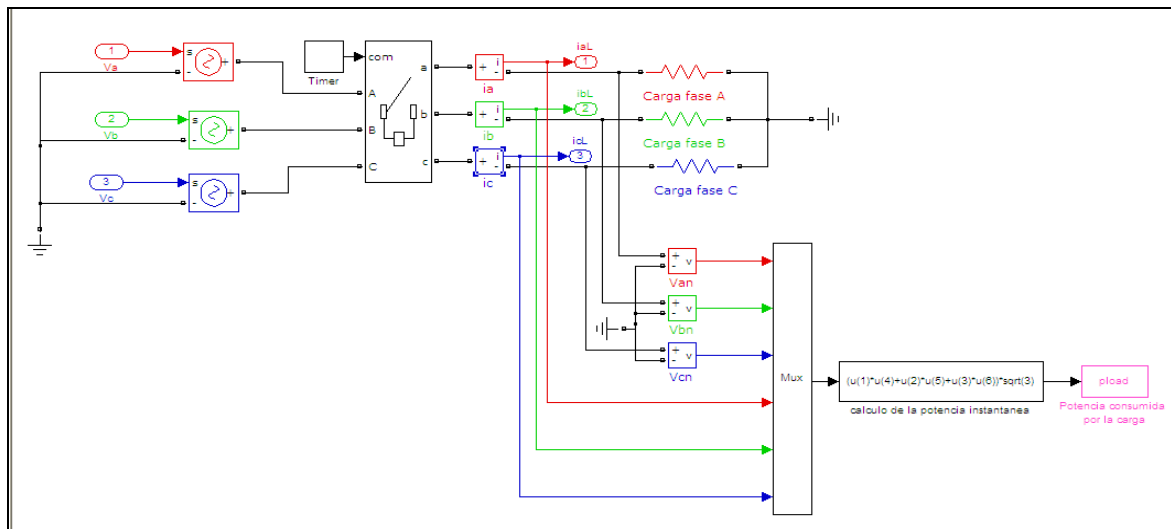 1
s
+
-
Va
2
s
+
-
Vb
3
s
+
-
Vc
Timer
com
A
B
C
a
b
c
+ i
-
ia
+ i
-
ib
+ i
-
ic
iaL
1
ibL
2
icL
3
Carga fase A
Carga fase B
Carga fase C
+ v
-
Van
+ v
-
Vbn
+ v
-
Vcn
Mux
(u(1)*u(4)+u(2)*u(5)+u(3)*u(6))*sqrt(3)
calculo de la potencia instantanea
pload
Potencia consumida
por la carga